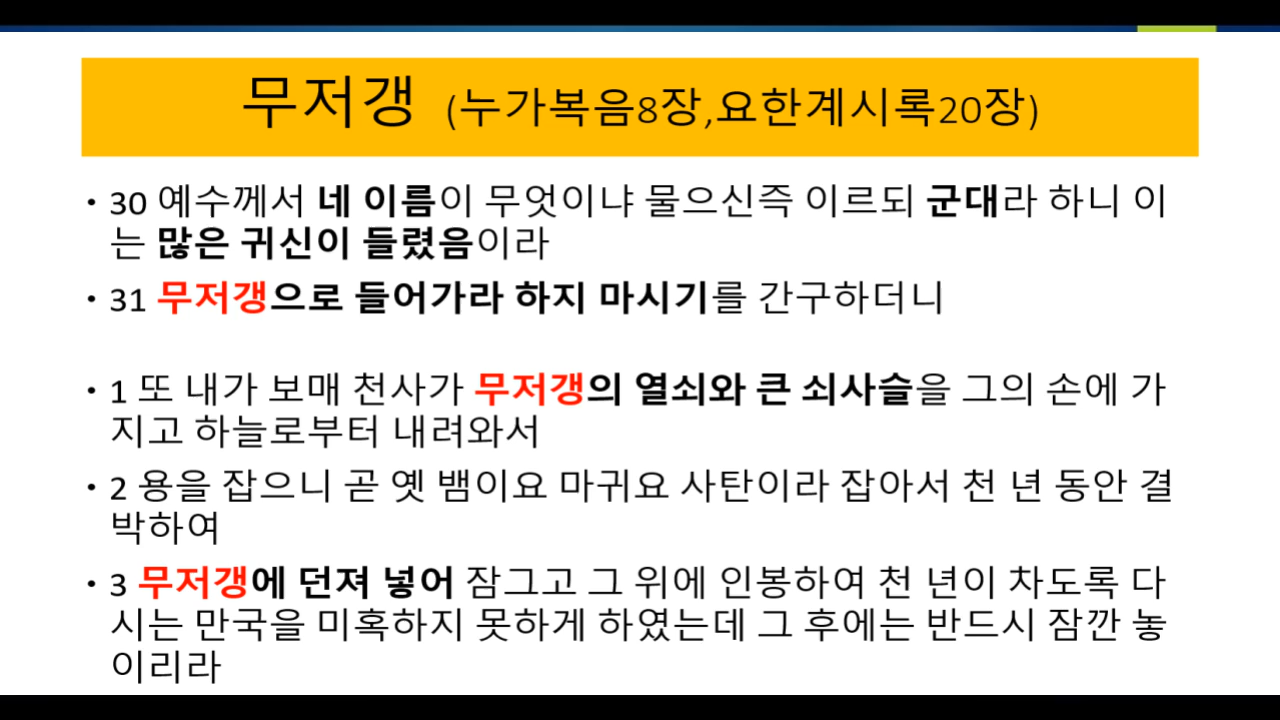 무저갱 (누가복음8장,요한계시록20장)
• 30 예수께서 네 이름이 무엇이냐 물으신즉 이르되 군대라 하니 이
는 많은 귀신이 들렸음이라
• 31 무저갱으로 들어가라 하지 마시기를 간구하더니
• 1 또 내가 보매 천사가 무저갱의 열쇠와 큰 쇠사슬을 그의 손에 가
지고 하늘로부터 내려와서
• 2 용을 잡으니 곧 옛 뱀이요 마귀요 사탄이라 잡아서 천 년 동안 결
박하여
• 3 무저갱에 던져 넣어 잠그고 그 위에 인봉하여 천 년이 차도록 다
시는 만국을 미혹하지 못하게 하였는데 그 후에는 반드시 잠깐 놓
이리라